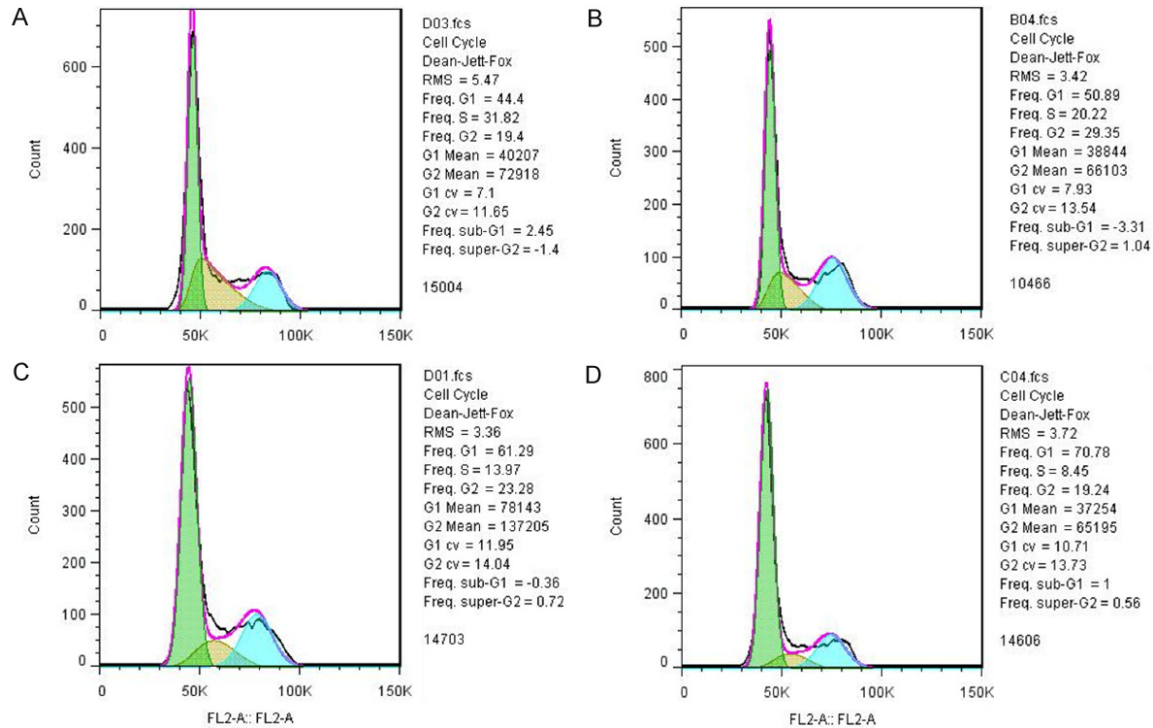 A
D03.fcs
Cell Cycle
Dean-Jett-Fox
RMS = 5.47
Freq. G1 = 44.4
Freq. S = 31.82
Freq. G2 = 19.4
G1 Mean = 40207
G2 Mean = 72918
G1 cv = 7.1
G2 cv = 11.65
Freq. sub-G1 = 2.45
Freq. super-G2 = -1.4
15004
Count
600
400
200
0
0 50K 100K 150K
B
B04.fcs
Cell Cycle
Dean-Jett-Fox
RMS = 3.42
Freq. G1 = 50.89
Freq. S = 20.22
Freq. G2 = 29.35
G1 Mean = 38844
G2 Mean = 66103
G1 cv = 7.93
G2 cv = 13.54
Freq. sub-G1 = -3.31
Freq. super-G2 = 1.04
10466
Count
500
400
300
200
100
0
0 50K 100K 150K
C
D01.fcs
Cell Cycle
Dean-Jett-Fox
RMS = 3.36
Freq. G1 = 61.29
Freq. S = 13.97
Freq. G2 = 23.28
G1 Mean = 78143
G2 Mean = 137205
G1 cv = 11.95
G2 cv = 14.04
Freq. sub-G1 = -0.36
Freq. super-G2 = 0.72
14703
Count
500
400
300
200
100
0
0 50K 100K 150K
FL2-A:: FL2-A
D
C04.fcs
Cell Cycle
Dean-Jett-Fox
RMS = 3.72
Freq. G1 = 70.78
Freq. S = 8.45
Freq. G2 = 19.24
G1 Mean = 37254
G2 Mean = 65195
G1 cv = 10.71
G2 cv = 13.73
Freq. sub-G1 = 1
Freq. super-G2 = 0.56
14606
Count
800
600
400
200
0
0 50K 100K 150K
FL2-A:: FL2-A